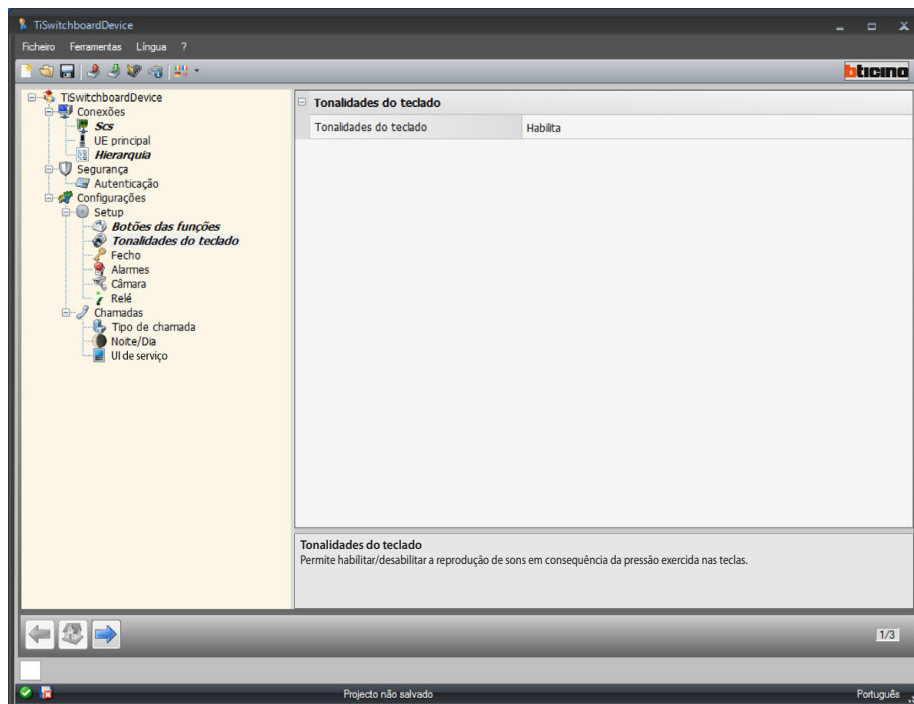 TiSwitchboardDevice
Ficheiro Ferramentas Língua ?
bticino
TiSwitchboardDevice
Conexões
Scs
UE principal
Hierarquia
Segurança
Autenticação
Configurações
Setup
Botões das funções
Tonalidades do teclado
Fecho
Alarmes
Câmara
Relé
Chamadas
Tipo de chamada
Noite/Dia
UI de serviço
Tonalidades do teclado
Tonalidades do teclado Habilita
Tonalidades do teclado
Permite habilitar/desabilitar a reprodução de sons em consequência da pressão exercida nas teclas.
1/3
Projecto não salvado
Português